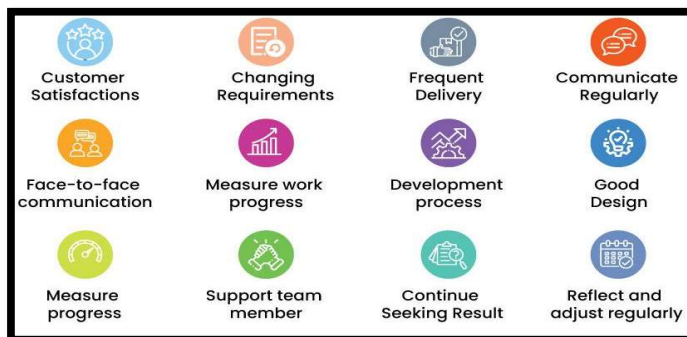 Customer
Satisfactions
Changing
Requirements
Frequent
Delivery
Communicate
Regularly
Face-to-face
communication
Measure work
progress
Development
process
Good
Design
Measure
progress
Support team
member
Continue
Seeking Result
Reflect and
adjust regularly